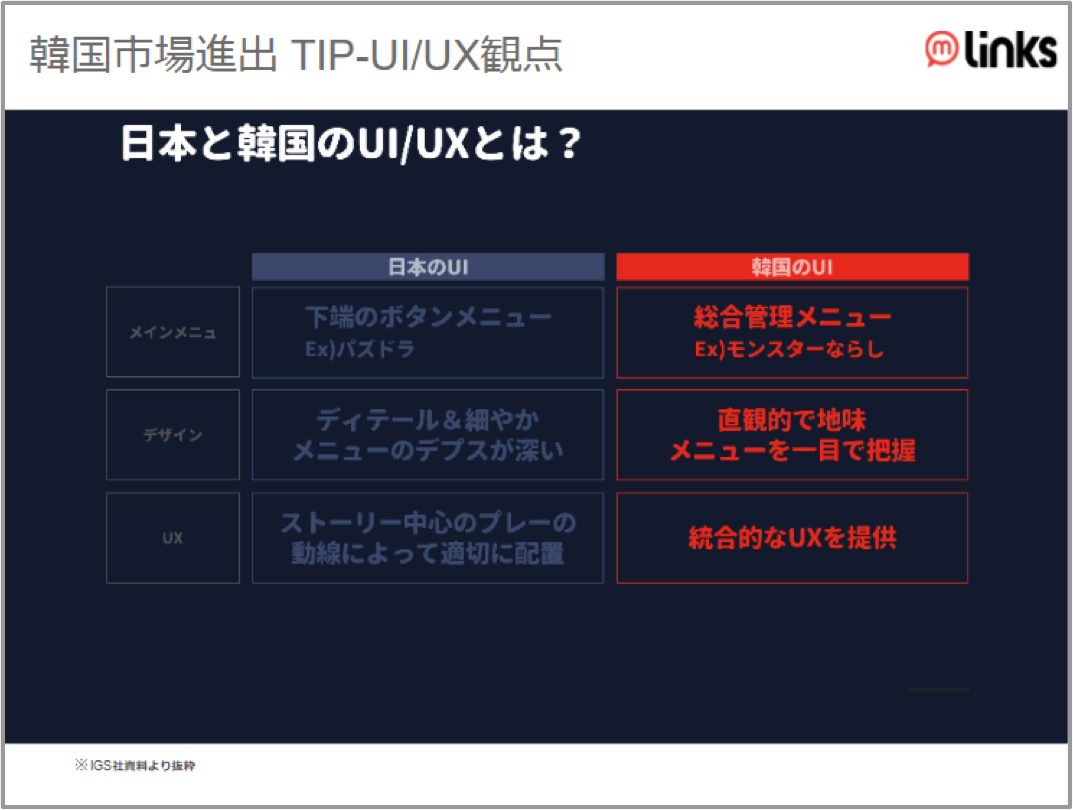 韓国市場進出 TIP-UI/UX観点
m links
日本と韓国のUI/UXとは？
日本のUI
韓国のUI
メインメニュ
下端のボタンメニュー
Ex)パズドラ
総合管理メニュー
Ex)モンスターならし
デザイン
ディテール＆細やか
メニューのデプスが深い
直観的で地味
メニューを一目で把握
UX
ストーリー中心のプレーの
動線によって適切に配置
統合的なUXを提供
※IGS社資料より抜粋